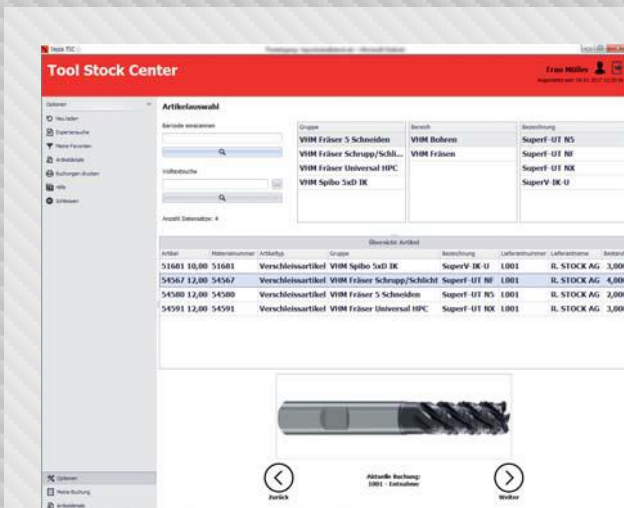 Stock TSC
Tool Stock Center
Frau Müller
Optionen
Neu laden
Expertensuche
Meine Favoriten
Artikeldetails
Buchungen drucken
Hilfe
Schliessen
Artikelauswahl
Barcode einscannen
Volltextsuche
Anzahl Datensätze: 4
Gruppe
VHM Fräser 5 Schneiden
VHM Fräser Schrupp/Schli...
VHM Fräser Universal HPC
VHM Spibo 5xD IK
Bereich
VHM Bohren
VHM Fräsen
Bezeichnung
SuperF-UT N5
SuperF-UT NF
SuperF-UT NX
SuperV-IK-U
Übersicht Artikel
Artikel Materialnummer Artikeltyp Gruppe Bezeichnung Lieferantnummer Lieferantname Bestand
51681 10,00 51681 Verschleissartikel VHM Spibo 5xD IK SuperV-IK-U L001 R. STOCK AG 3,00
54567 12,00 54567 Verschleissartikel VHM Fräser Schrupp/Schlicht SuperF-UT NF L001 R. STOCK AG 4,00
54580 12,00 54580 Verschleissartikel VHM Fräser 5 Schneiden SuperF-UT N5 L001 R. STOCK AG 2,00
54591 12,00 54591 Verschleissartikel VHM Fräser Universal HPC SuperF-UT NX L001 R. STOCK AG 3,00
Zurück
Aktuelle Buchung:
1001 - Entnahme
Weiter
Optionen
Meine Buchung
Artikeldetails